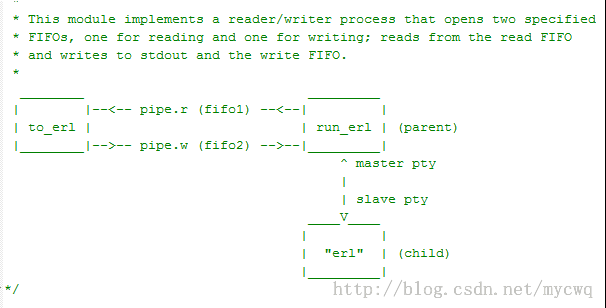 *
* This module implements a reader/writer process that opens two specified
* FIFOs, one for reading and one for writing; reads from the read FIFO
* and writes to stdout and the write FIFO.
*
 ________                            _________
|        |--<-- pipe.r (fifo1) --<--|         |
| to_erl |                          | run_erl | (parent)
|________|-->-- pipe.w (fifo2) -->--|_________|
                                         ^ master pty
                                         |
                                         | slave pty
                                     ____V____
                                    |         |
                                    |  "erl"  | (child)
                                    |_________|
*/
http://blog.csdn.net/mycwq